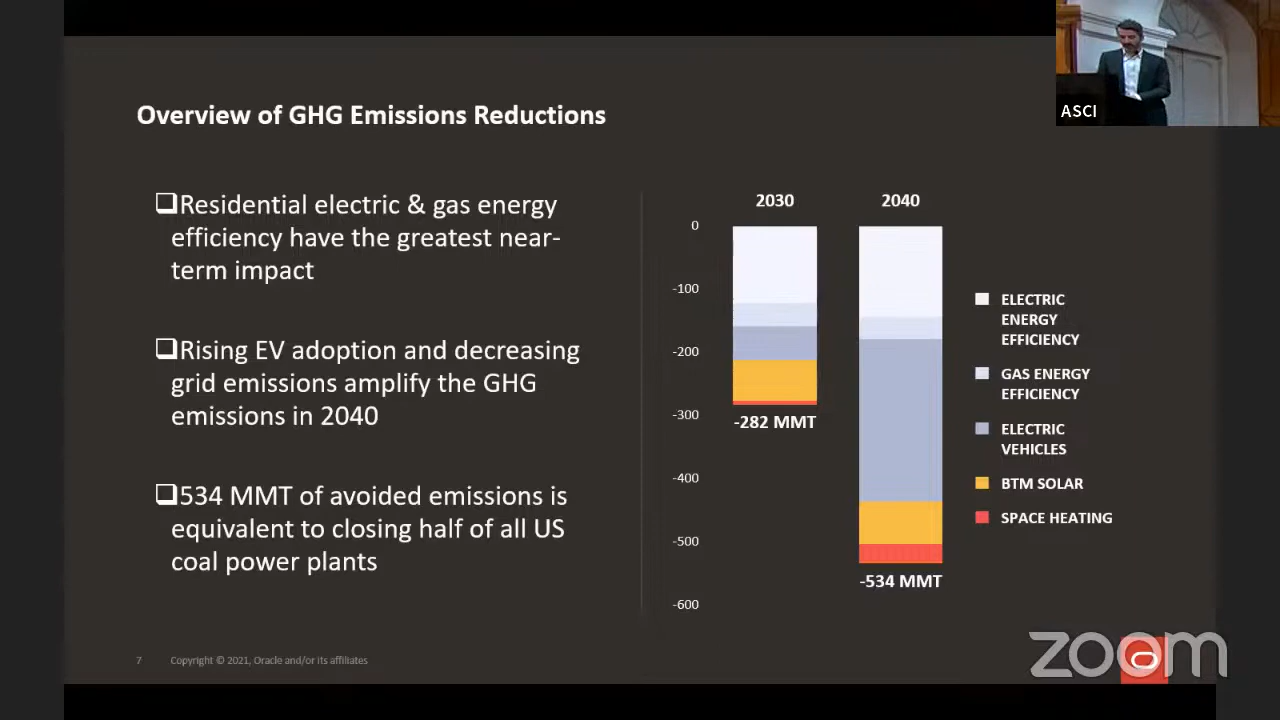 ASCI
Overview of GHG Emissions Reductions
❑Residential electric & gas energy
efficiency have the greatest near-
term impact
❑Rising EV adoption and decreasing
grid emissions amplify the GHG
emissions in 2040
❑534 MMT of avoided emissions is
equivalent to closing half of all US
coal power plants
2030 2040
0
-100
-200
-300
-400
-500
-600
-282 MMT
-534 MMT
ELECTRIC
ENERGY
EFFICIENCY
GAS ENERGY
EFFICIENCY
ELECTRIC
VEHICLES
BTM SOLAR
SPACE HEATING
7 Copyright © 2021, Oracle and/or its affiliates
zoom